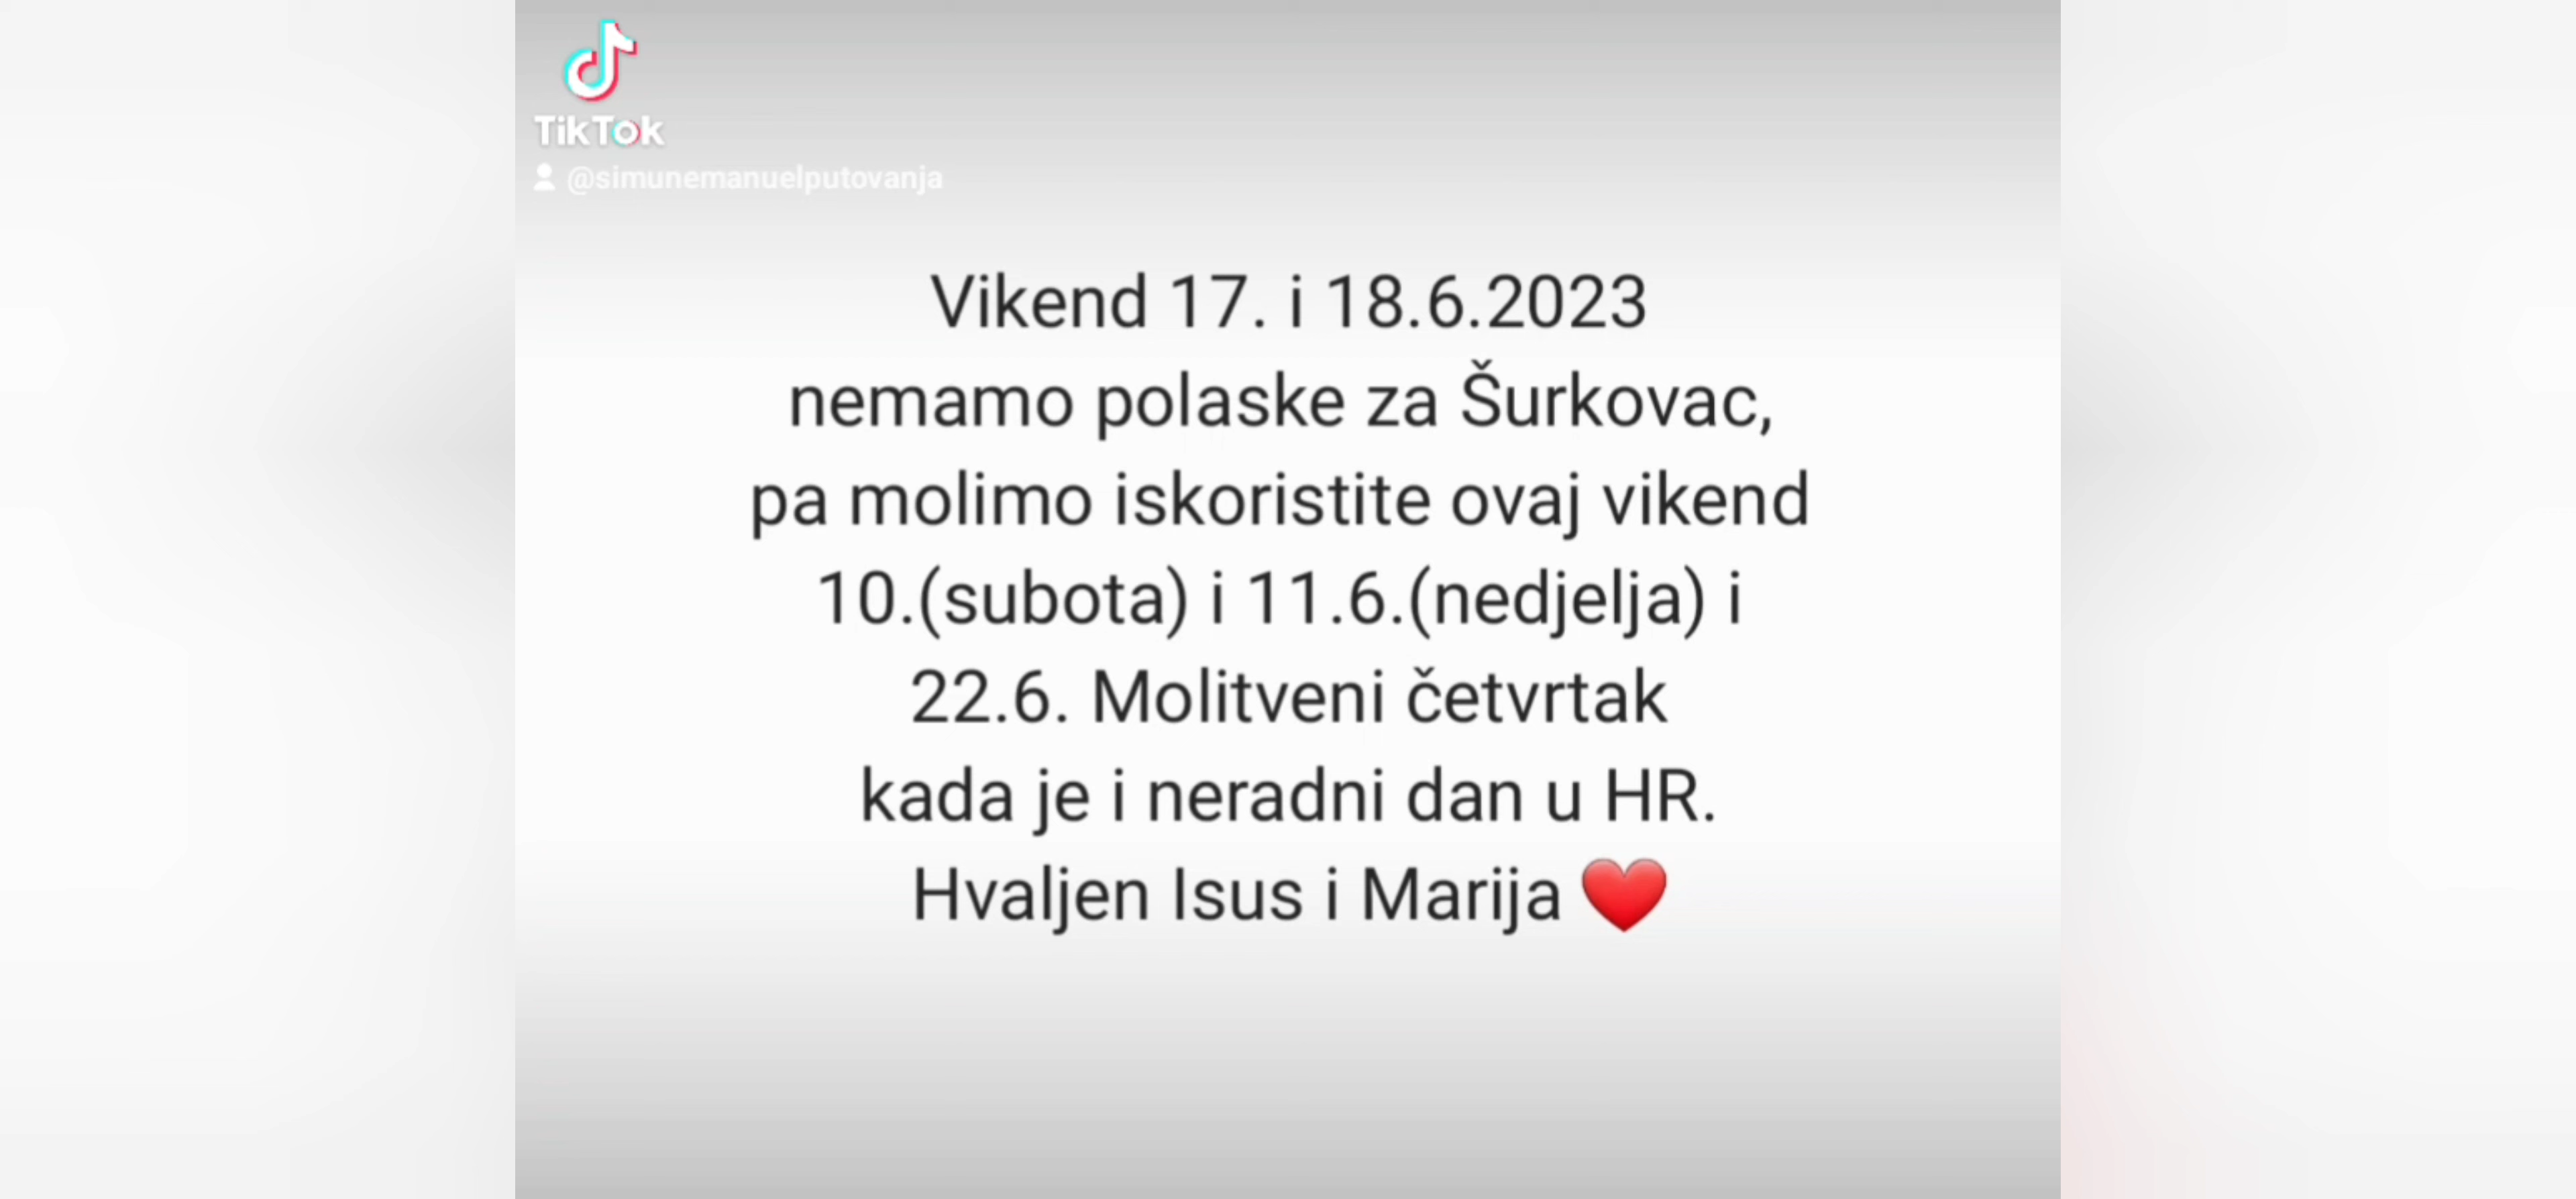 TikTok
@simunemanuelputovanja
Vikend 17. i 18.6.2023
nemamo polaske za Šurkovac,
pa molimo iskoristite ovaj vikend
10.(subota) i 11.6.(nedjelja) i
22.6. Molitveni četvrtak
kada je i neradni dan u HR.
Hvaljen Isus i Marija ❤️